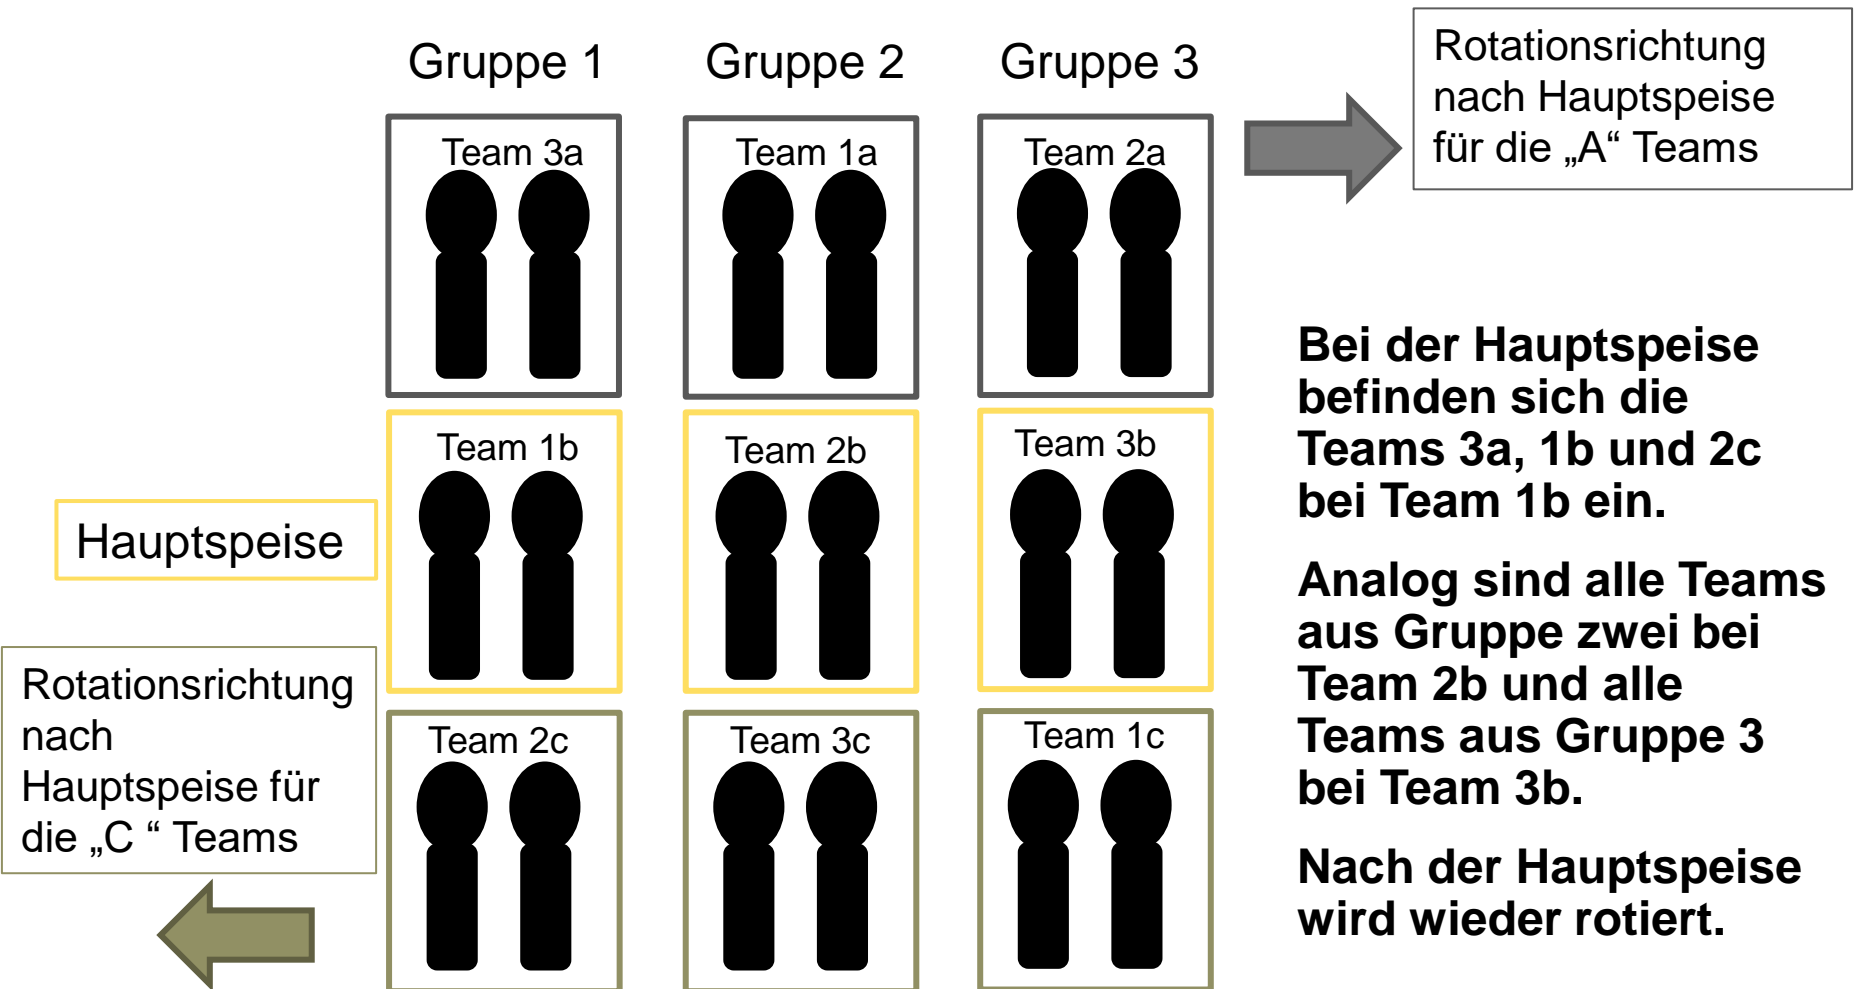 Gruppe 1
Gruppe 2
Gruppe 3
Rotationsrichtung
nach Hauptspeise
für die „A“ Teams
Team 3a
Team 1a
Team 2a
Team 1b
Team 2b
Team 3b
Hauptspeise
Team 2c
Team 3c
Team 1c
Rotationsrichtung
nach
Hauptspeise für
die „C “ Teams
Bei der Hauptspeise
befinden sich die
Teams 3a, 1b und 2c
bei Team 1b ein.
Analog sind alle Teams
aus Gruppe zwei bei
Team 2b und alle
Teams aus Gruppe 3
bei Team 3b.
Nach der Hauptspeise
wird wieder rotiert.